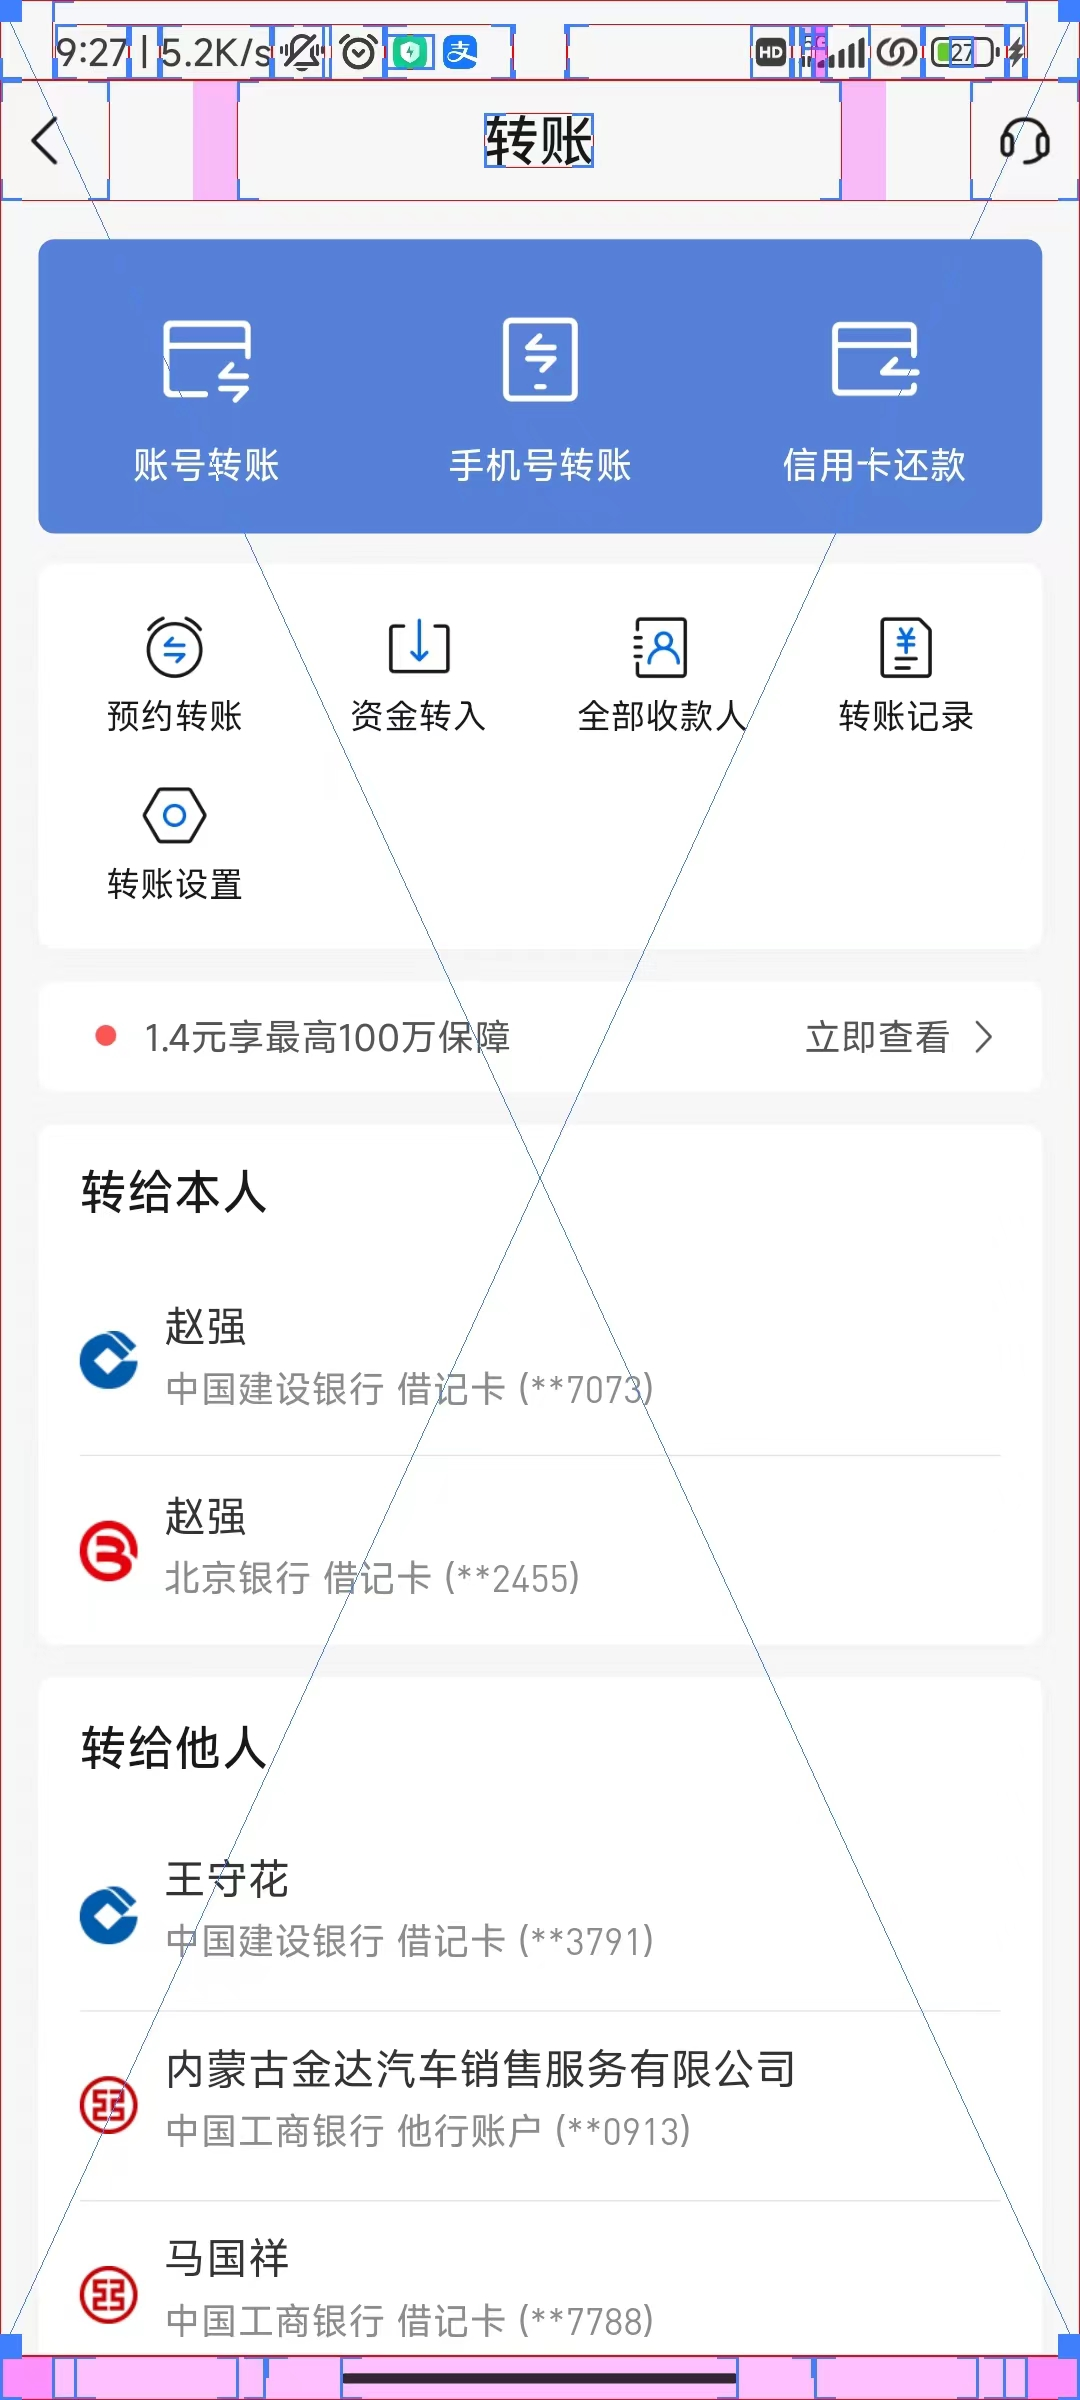 9:27 | 5.2K/s HD 5G 27
转账
账号转账 手机号转账 信用卡还款
预约转账 资金转入 全部收款人 转账记录
转账设置
1.4元享最高100万保障 立即查看
转给本人
赵强
中国建设银行 借记卡 (**7073)
赵强
北京银行 借记卡 (**2455)
转给他人
王守花
中国建设银行 借记卡 (**3791)
内蒙古金达汽车销售服务有限公司
中国工商银行 他行账户 (**0913)
马国祥
中国工商银行 借记卡 (**7788)